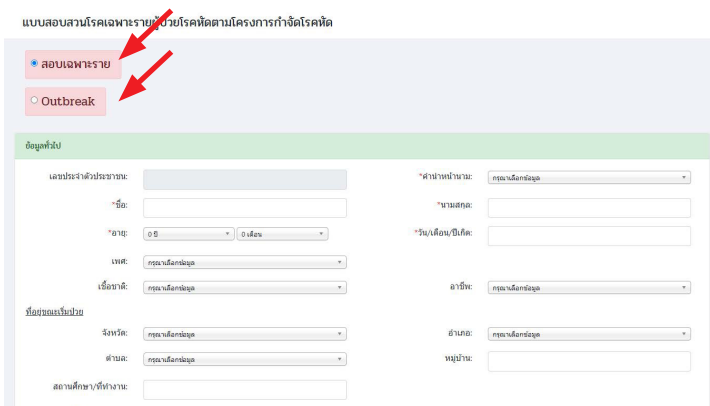 แบบสอบสวนโรคเฉพาะรายผู้ป่วยโรคหัดตามโครงการกำจัดโรคหัด
สอบเฉพาะราย
Outbreak
ข้อมูลทั่วไป
เลขประจำตัวประชาชน: *คำนำหน้านาม: กรุณาเลือกข้อมูล
*ชื่อ: *นามสกุล:
*อายุ: 0 ปี 0 เดือน *วัน/เดือน/ปีเกิด:
เพศ: กรุณาเลือกข้อมูล
เชื้อชาติ: กรุณาเลือกข้อมูล อาชีพ: กรุณาเลือกข้อมูล
ที่อยู่ขณะเริ่มป่วย
จังหวัด: กรุณาเลือกข้อมูล อำเภอ: กรุณาเลือกข้อมูล
ตำบล: กรุณาเลือกข้อมูล หมู่บ้าน:
สถานศึกษา/ที่ทำงาน: